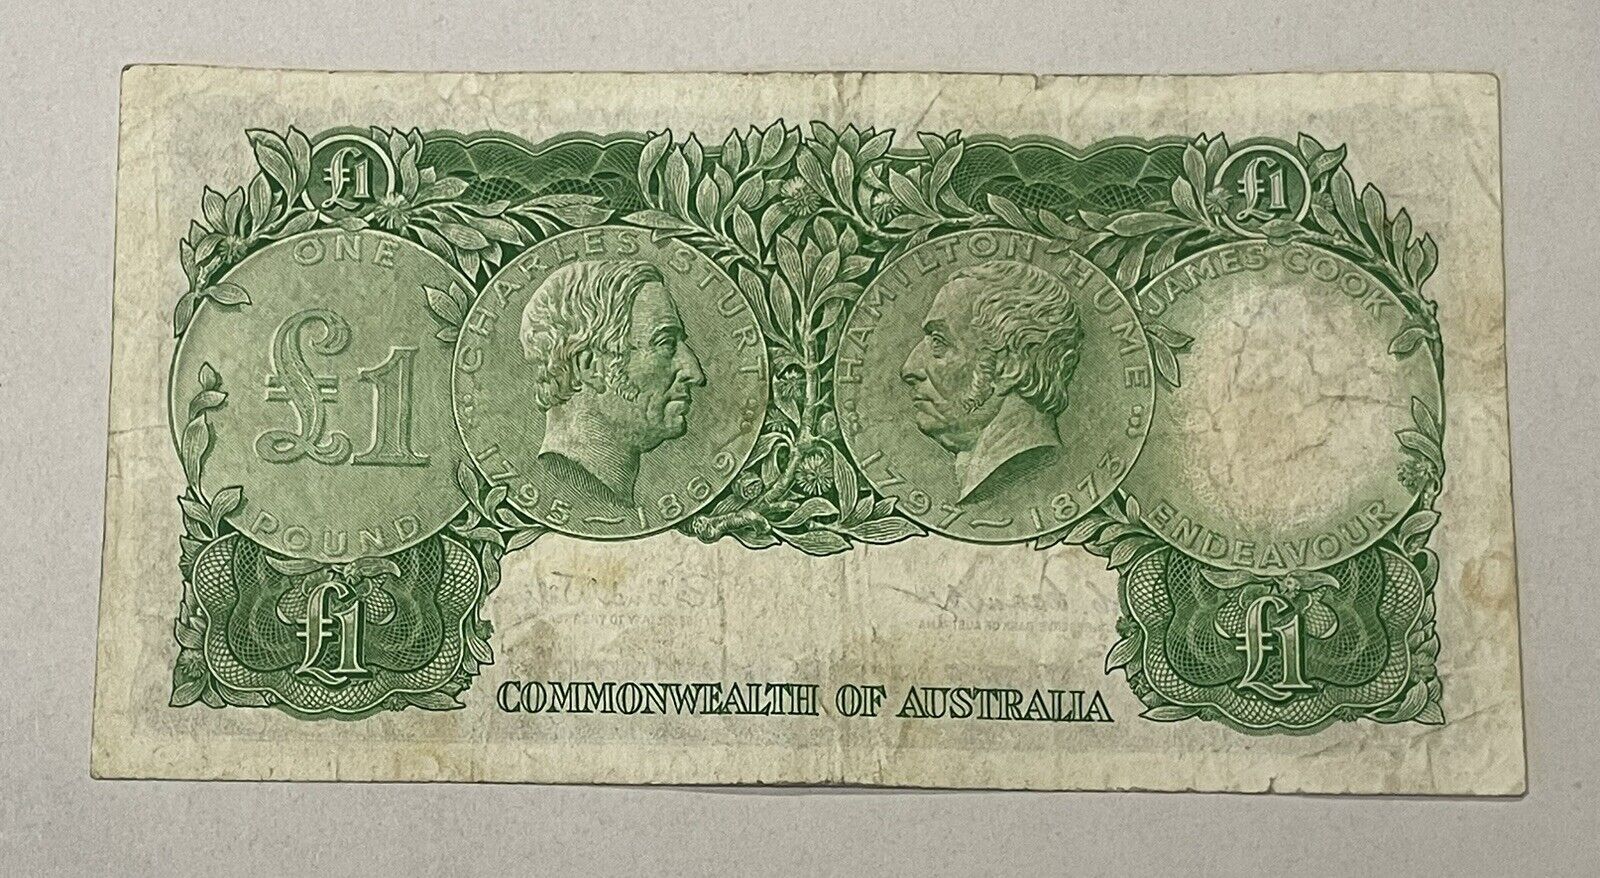 £1
£1
ONE
£1
POUND
CHARLES STURT
1795–1869
HAMILTON HUME
1797–1873
JAMES COOK
ENDEAVOUR
£1
£1
COMMONWEALTH OF AUSTRALIA